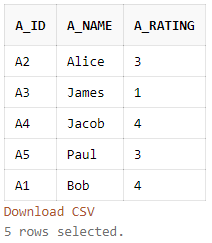 A_ID A_NAME A_RATING
A2 Alice 3
A3 James 1
A4 Jacob 4
A5 Paul 3
A1 Bob 4
Download CSV
5 rows selected.